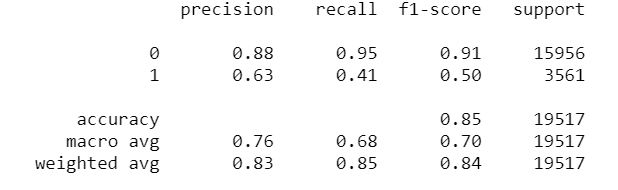 precision recall f1-score support
0 0.88 0.95 0.91 15956
1 0.63 0.41 0.50 3561
accuracy 0.85 19517
macro avg 0.76 0.68 0.70 19517
weighted avg 0.83 0.85 0.84 19517